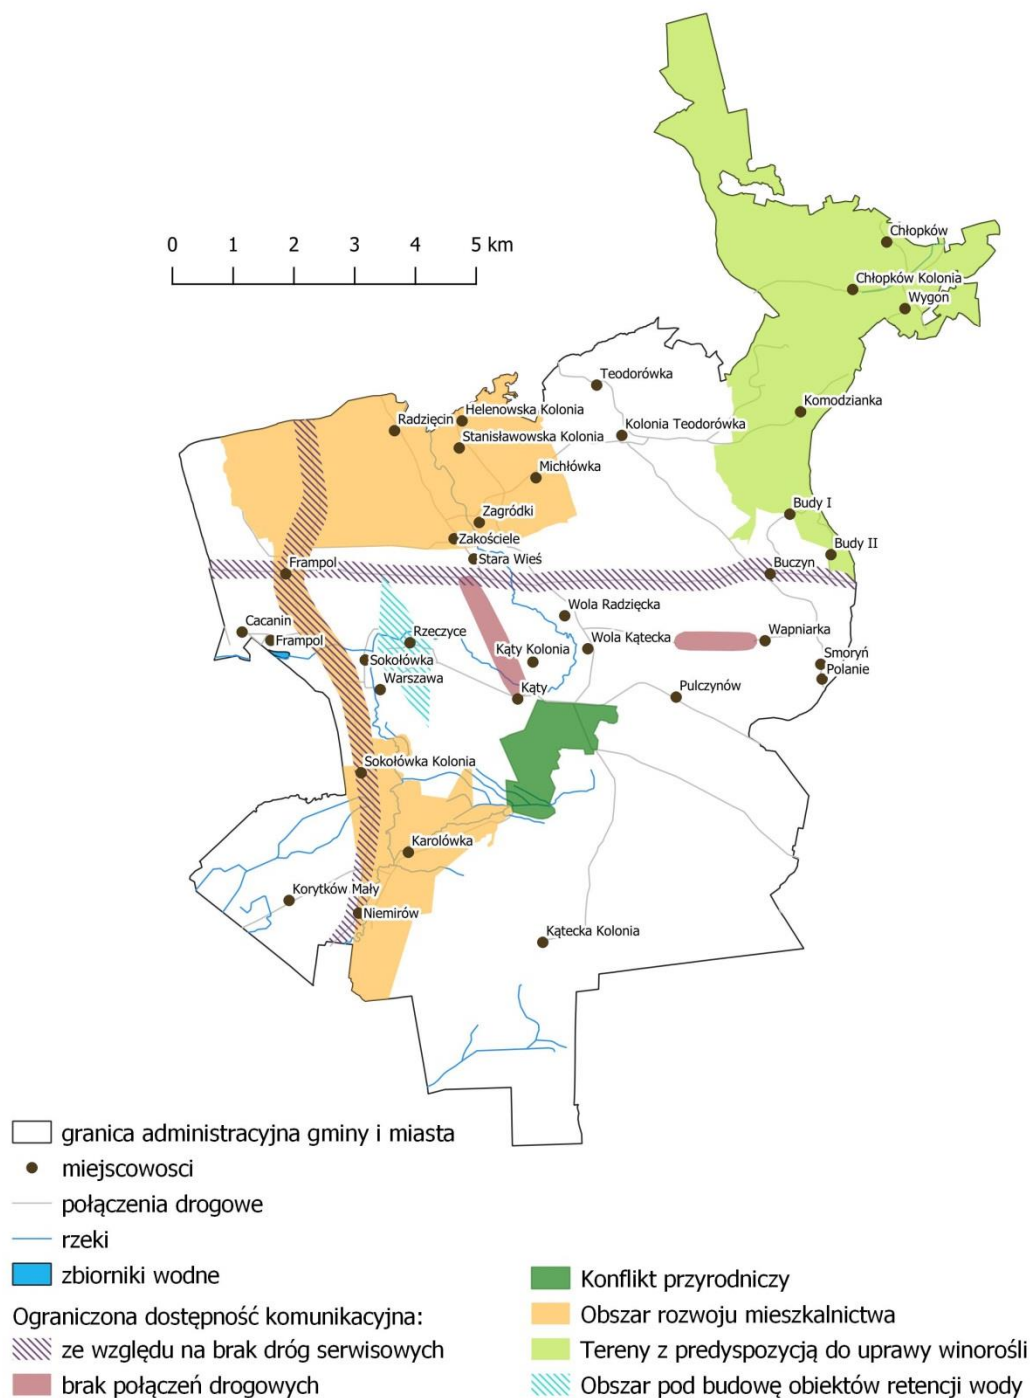 0 1 2 3 4 5 km
Chłopków
Chłopków Kolonia
Wygon
Teodorówka
Komodzianka
Helenowska Kolonia
Radzięcin
Kolonia Teodorówka
Stanisławowska Kolonia
Michłówka
Budy I
Zagródki
Zakościele
Budy II
Stara Wieś
Frampol
Buczyn
Wola Radzięcka
Cacanin
Frampol
Rzeczyce
Wola Kątecka
Wapniarka
Kąty Kolonia
Smoryń
Sokołówka
Polanie
Warszawa
Kąty
Pulczynów
Sokołówka Kolonia
Karolówka
Korytków Mały
Niemirów
Kątecka Kolonia
granica administracyjna gminy i miasta
miejscowosci
połączenia drogowe
rzeki
zbiorniki wodne
Ograniczona dostępność komunikacyjna:
ze względu na brak dróg serwisowych
brak połączeń drogowych
Konflikt przyrodniczy
Obszar rozwoju mieszkalnictwa
Tereny z predyspozycją do uprawy winorośli
Obszar pod budowę obiektów retencji wody